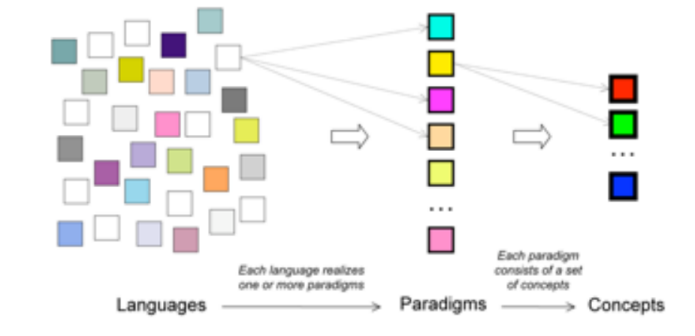 ...
...
Each language realizes
one or more paradigms
Each paradigm
consists of a set
of concepts
Languages
Paradigms
Concepts